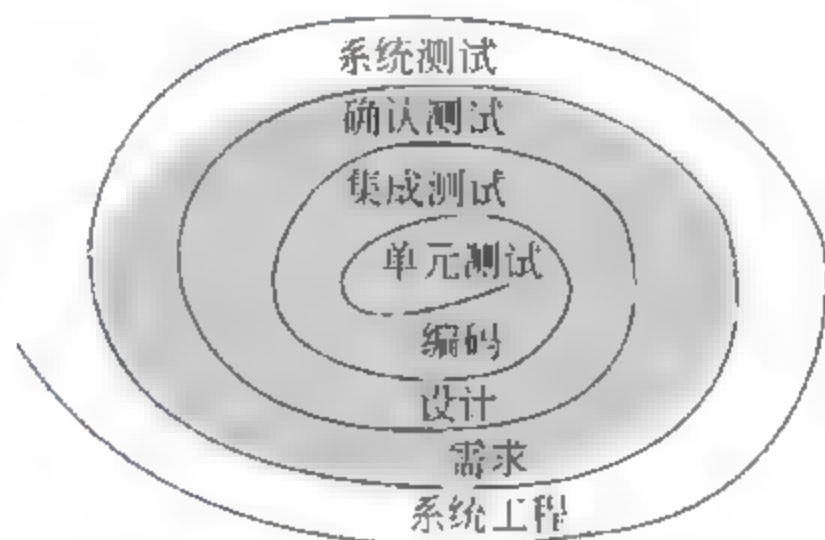 系统测试
确认测试
集成测试
单元测试
编码
设计
需求
系统工程